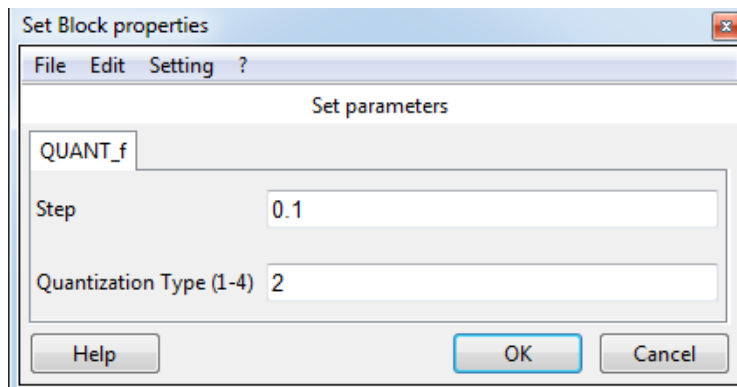 Set Block properties
File Edit Setting ?
Set parameters
QUANT_f
Step 0.1
Quantization Type (1-4) 2
Help OK Cancel